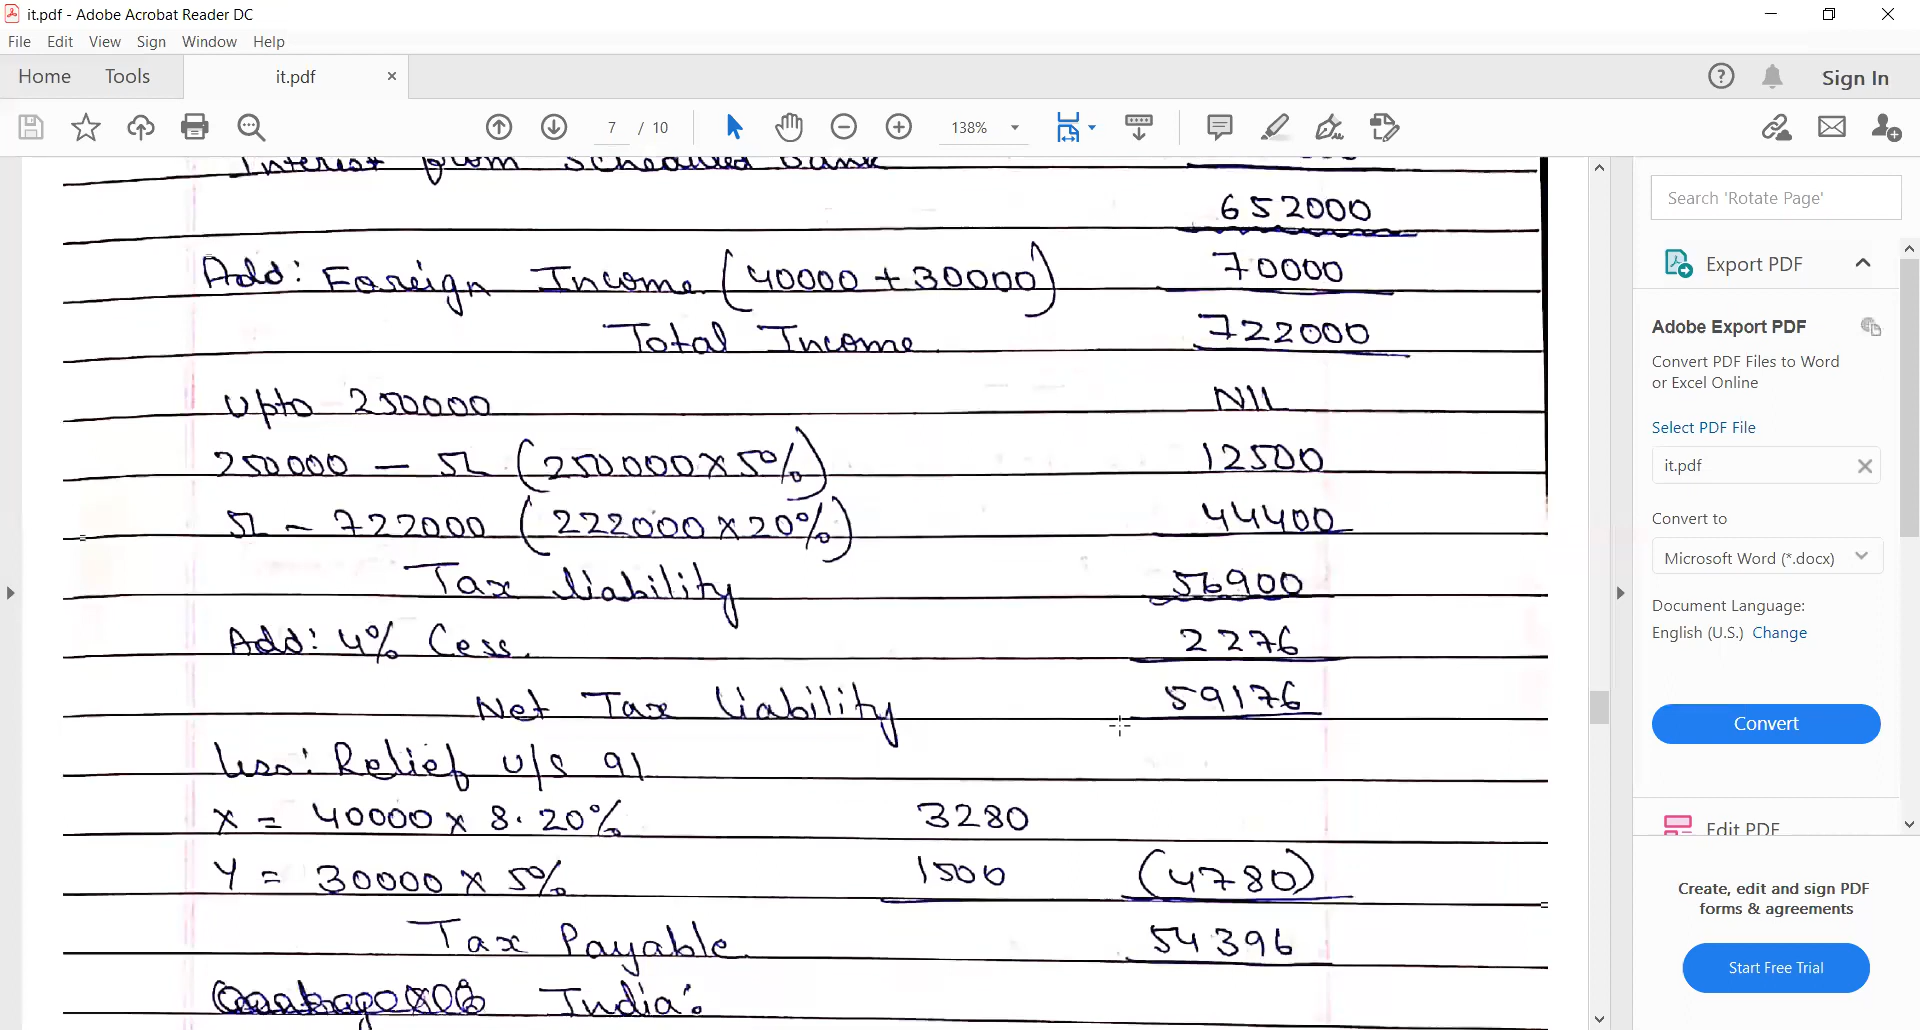 it.pdf - Adobe Acrobat Reader DC
File Edit View Sign Window Help
Home Tools it.pdf × Sign In
7 / 10 138%
Interest from Scheduled Bank
652000
Add: Foreign Income (40000 + 30000) 70000
Total Income 722000
Upto 250000 NIL
250000 - 5L (250000 × 5%) 12500
5L - 722000 (222000 × 20%) 44400
Tax liability 56900
Add: 4% Cess. 2276
Net Tax liability 59176
Less: Relief u/s 91
X = 40000 × 8.20% 3280
Y = 30000 × 5% 1500 (4780)
Tax Payable 54396
India:
Search 'Rotate Page'
Export PDF
Adobe Export PDF
Convert PDF Files to Word
or Excel Online
Select PDF File
it.pdf
Convert to
Microsoft Word (*.docx)
Document Language:
English (U.S.) Change
Convert
Edit PDF
Create, edit and sign PDF
forms & agreements
Start Free Trial